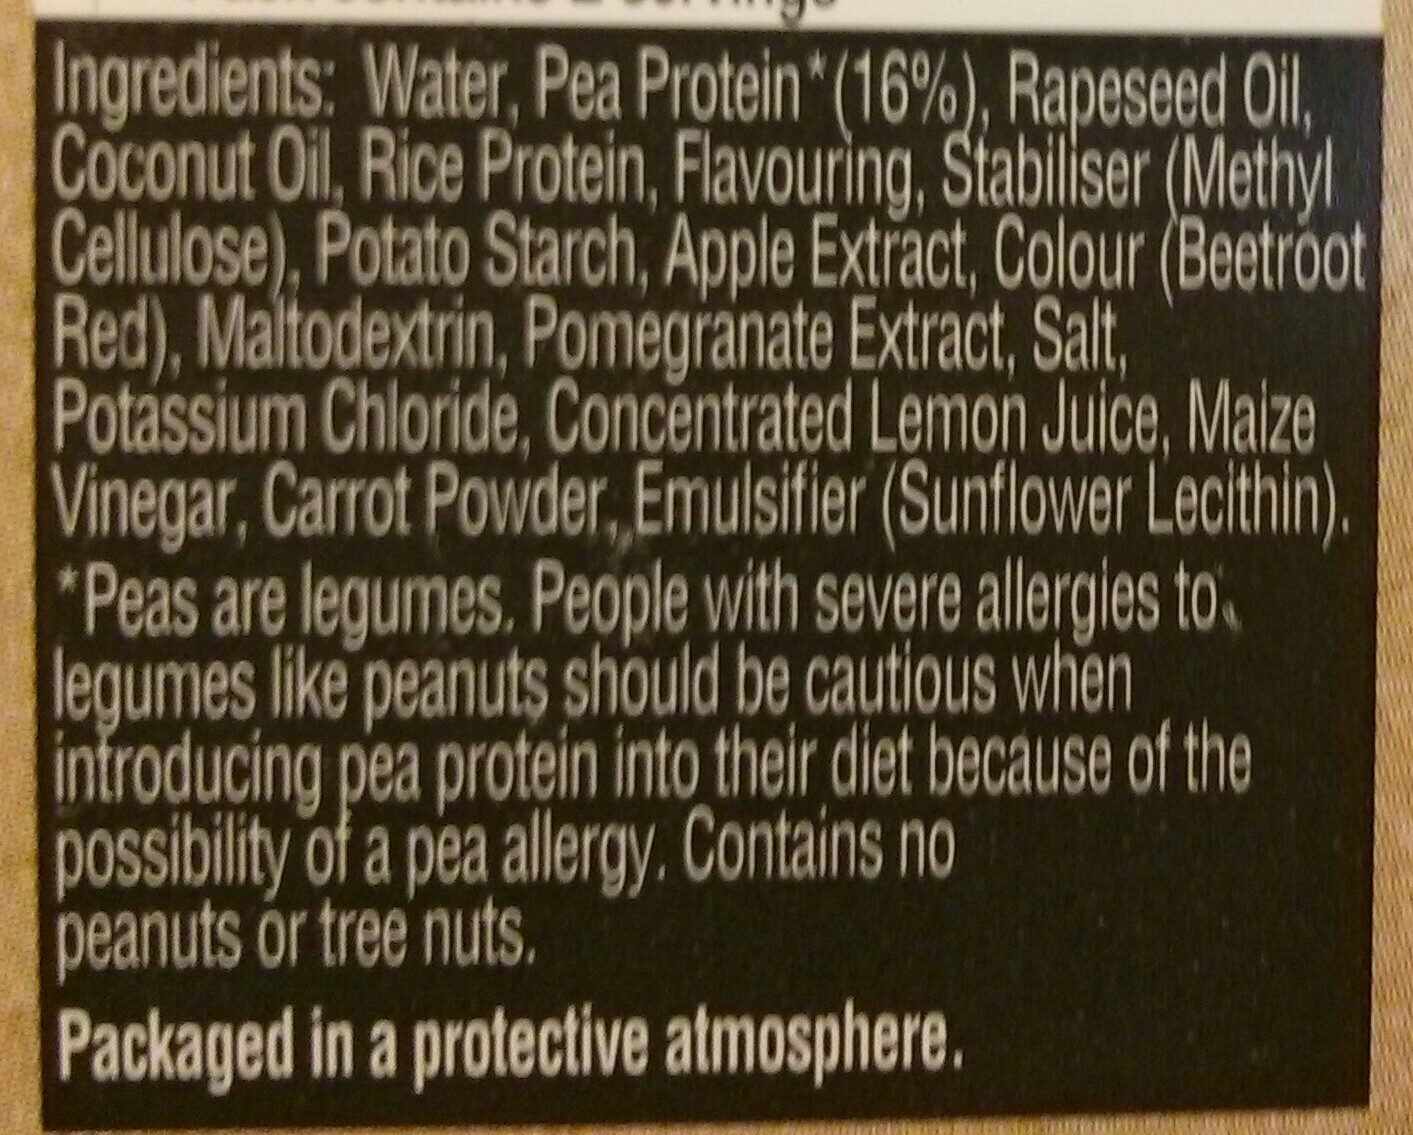 contains 2 servings
Ingredients: Water, Pea Protein*(16%), Rapeseed Oil,
Coconut Oil, Rice Protein, Flavouring, Stabiliser (Methyl
Cellulose), Potato Starch, Apple Extract, Colour (Beetroot
Red), Maltodextrin, Pomegranate Extract, Salt,
Potassium Chloride, Concentrated Lemon Juice, Maize
Vinegar, Carrot Powder, Emulsifier (Sunflower Lecithin).
*Peas are legumes. People with severe allergies to
legumes like peanuts should be cautious when
introducing pea protein into their diet because of the
possibility of a pea allergy. Contains no
peanuts or tree nuts.
Packaged in a protective atmosphere.